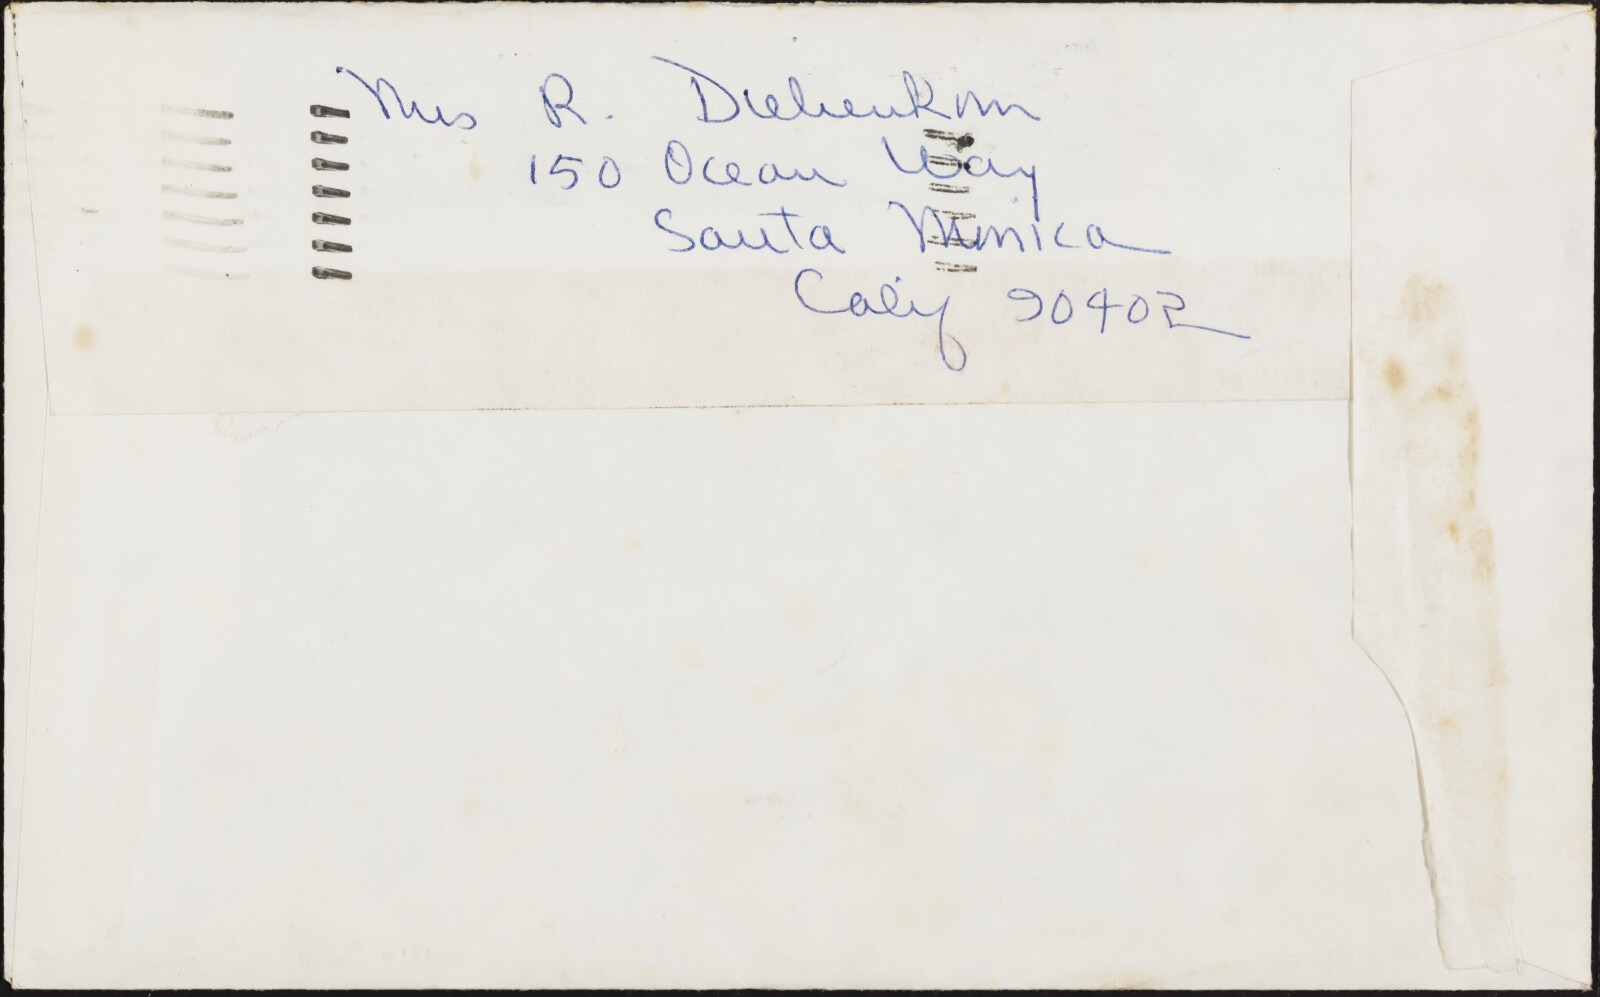 Mrs R. Diebenkorn
150 Ocean Way
Santa Monica
Calif 90402